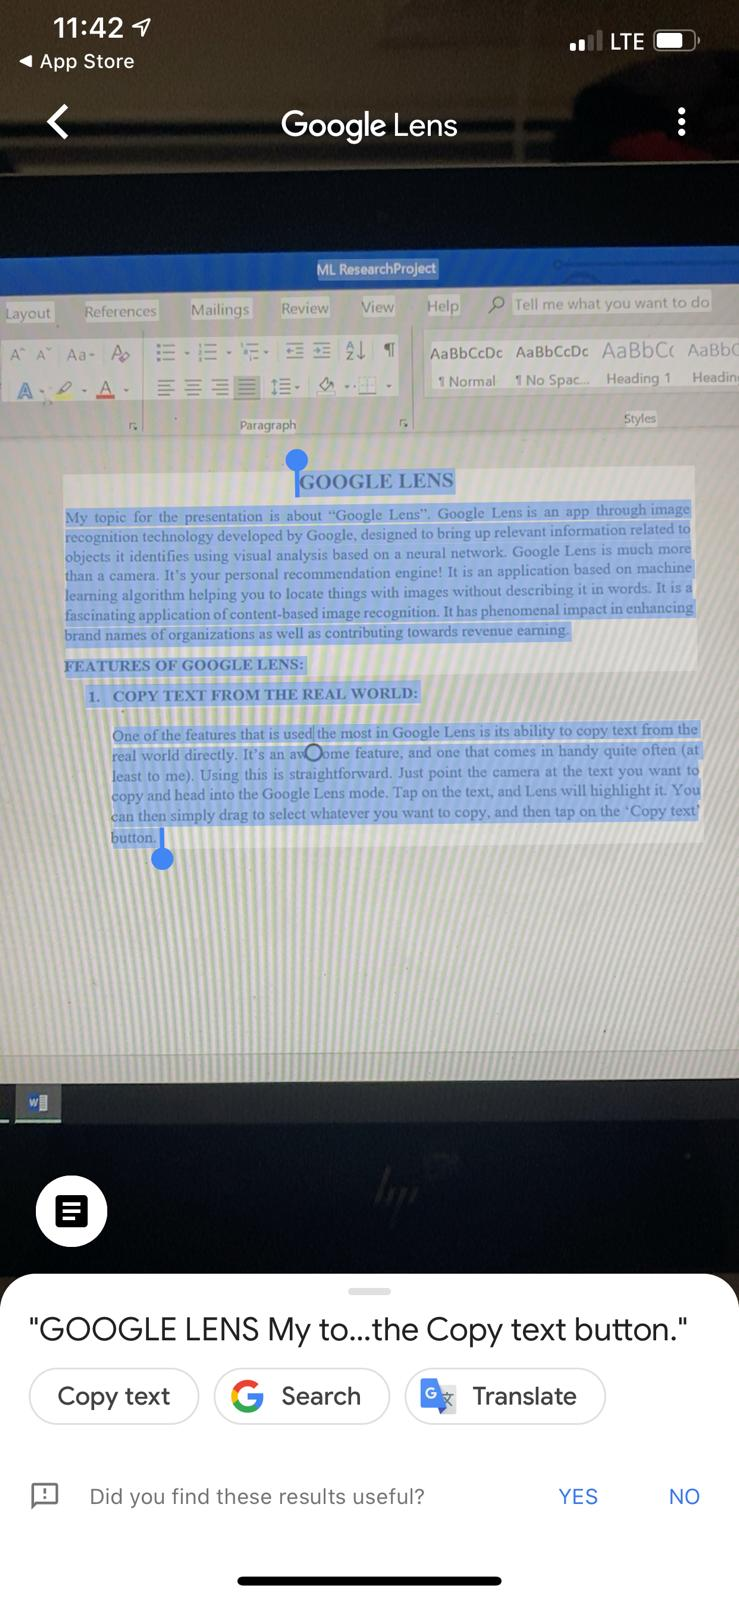 11:42
LTE
App Store
Google Lens
ML ResearchProject
Layout References Mailings Review View Help Tell me what you want to do
A A Aa
AaBbCcDc AaBbCcDc AaBbC AaBbC
A A
¶ Normal ¶ No Spac... Heading 1 Headin
Paragraph Styles
GOOGLE LENS
My topic for the presentation is about “Google Lens”. Google Lens is an app through image
recognition technology developed by Google, designed to bring up relevant information related to
objects it identifies using visual analysis based on a neural network. Google Lens is much more
than a camera. It’s your personal recommendation engine! It is an application based on machine
learning algorithm helping you to locate things with images without describing it in words. It is a
fascinating application of content-based image recognition. It has phenomenal impact in enhancing
brand names of organizations as well as contributing towards revenue earning.
FEATURES OF GOOGLE LENS:
1. COPY TEXT FROM THE REAL WORLD:
One of the features that is used the most in Google Lens is its ability to copy text from the
real world directly. It’s an awesome feature, and one that comes in handy quite often (at
least to me). Using this is straightforward. Just point the camera at the text you want to
copy and head into the Google Lens mode. Tap on the text, and Lens will highlight it. You
can then simply drag to select whatever you want to copy, and then tap on the ‘Copy text’
button.
hp
"GOOGLE LENS My to...the Copy text button."
Copy text Search Translate
Did you find these results useful? YES NO